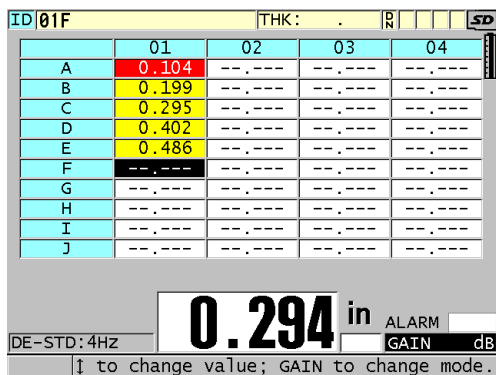 ID 01F THK: . DN SD
01 02 03 04
A 0.104 --.--- --.--- --.---
B 0.199 --.--- --.--- --.---
C 0.295 --.--- --.--- --.---
D 0.402 --.--- --.--- --.---
E 0.486 --.--- --.--- --.---
F --.--- --.--- --.--- --.---
G --.--- --.--- --.--- --.---
H --.--- --.--- --.--- --.---
I --.--- --.--- --.--- --.---
J --.--- --.--- --.--- --.---
0.294 in
ALARM
DE-STD:4Hz GAIN dB
↕ to change value; GAIN to change mode.